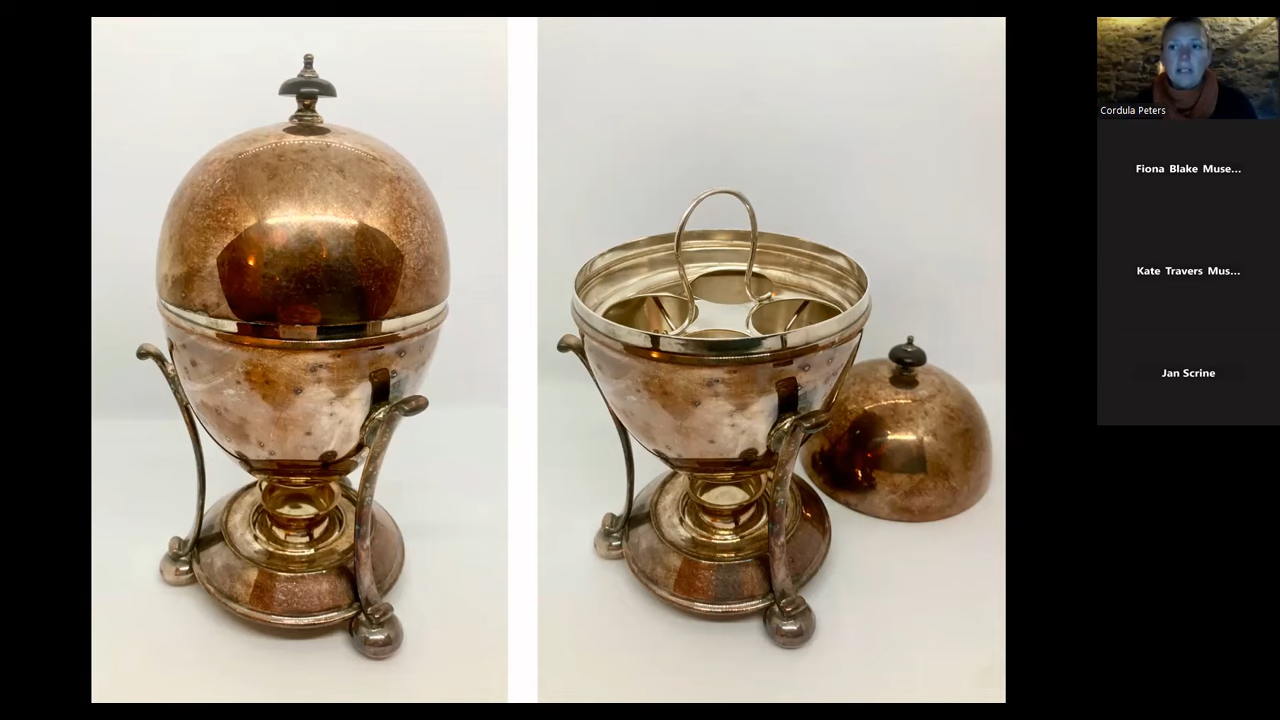 Cordula Peters
Fiona Blake Muse...
Kate Travers Mus...
Jan Scrine